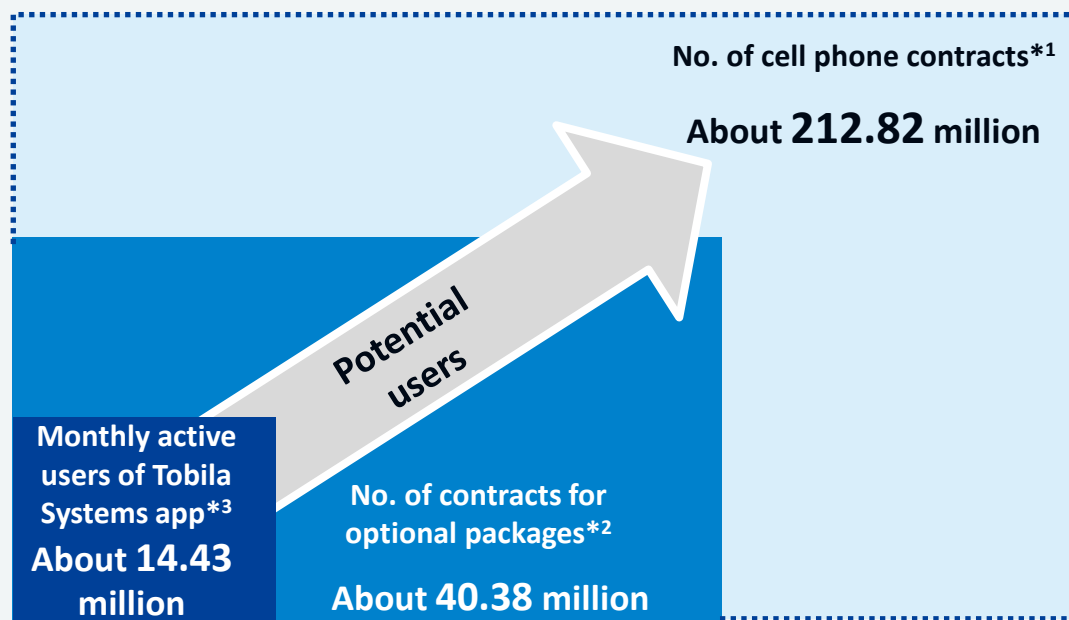 No. of cell phone contracts*1
About 212.82 million
Potential
users
Monthly active
users of Tobila
Systems app*3
About 14.43
million
No. of contracts for
optional packages*2
About 40.38 million